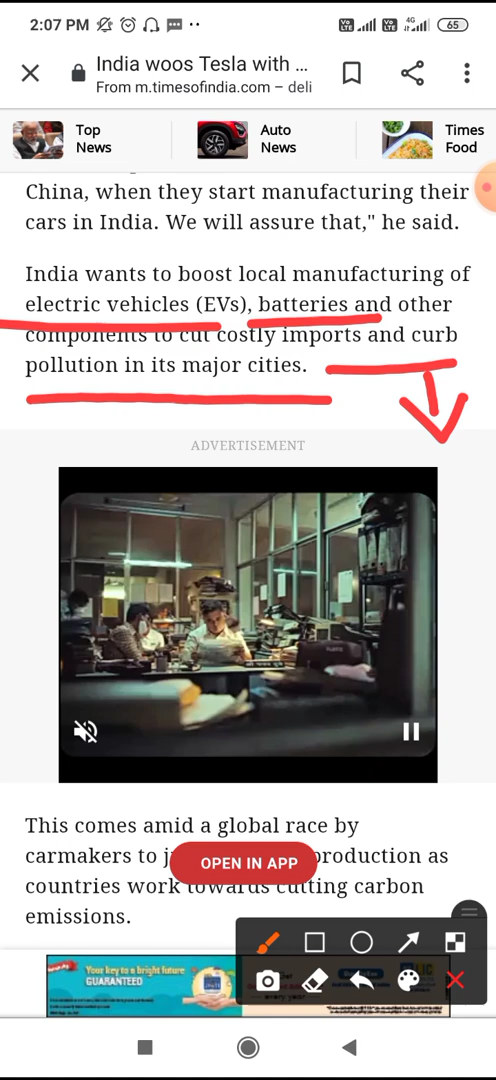 2:07 PM
4G
65
India woos Tesla with ...
From m.timesofindia.com – deli
Top
News
Auto
News
Times
Food
China, when they start manufacturing their
cars in India. We will assure that," he said.
India wants to boost local manufacturing of
electric vehicles (EVs), batteries and other
components to cut costly imports and curb
pollution in its major cities.
ADVERTISEMENT
This comes amid a global race by
carmakers to
production as
OPEN IN APP
countries work towards cutting carbon
emissions.
Your key to a bright future
GUARANTEED
every year
LIC